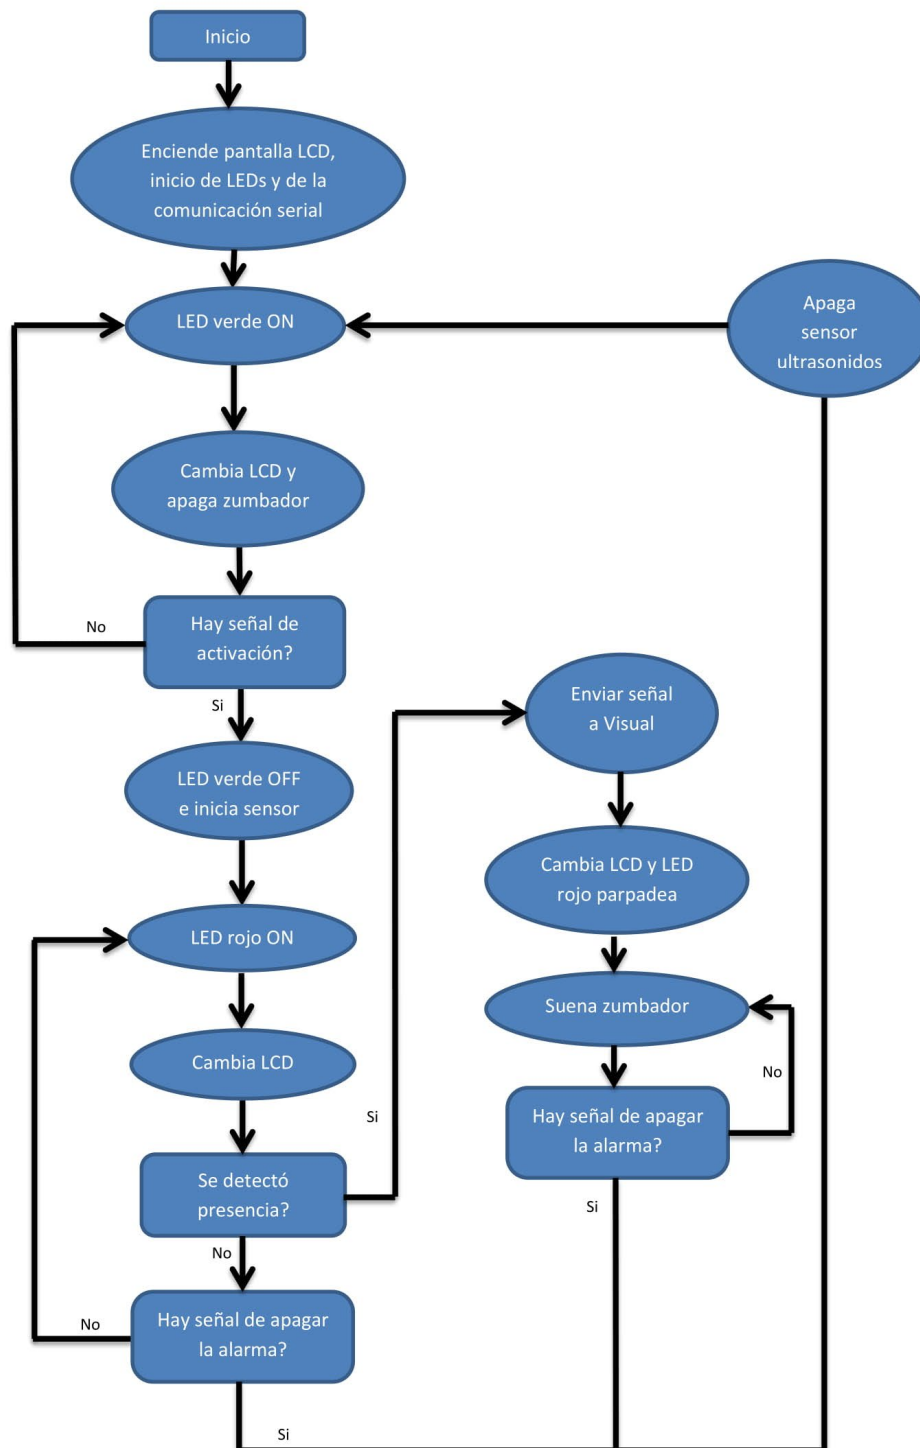 Inicio
Enciende pantalla LCD,
inicio de LEDs y de la
comunicación serial
LED verde ON
Apaga
sensor
ultrasonidos
Cambia LCD y
apaga zumbador
Hay señal de
activación?
No
Si
LED verde OFF
e inicia sensor
Enviar señal
a Visual
Cambia LCD y LED
rojo parpadea
LED rojo ON
Suena zumbador
Cambia LCD
No
Si
Hay señal de apagar
la alarma?
Se detectó
presencia?
Si
No
Hay señal de apagar
la alarma?
No
Si